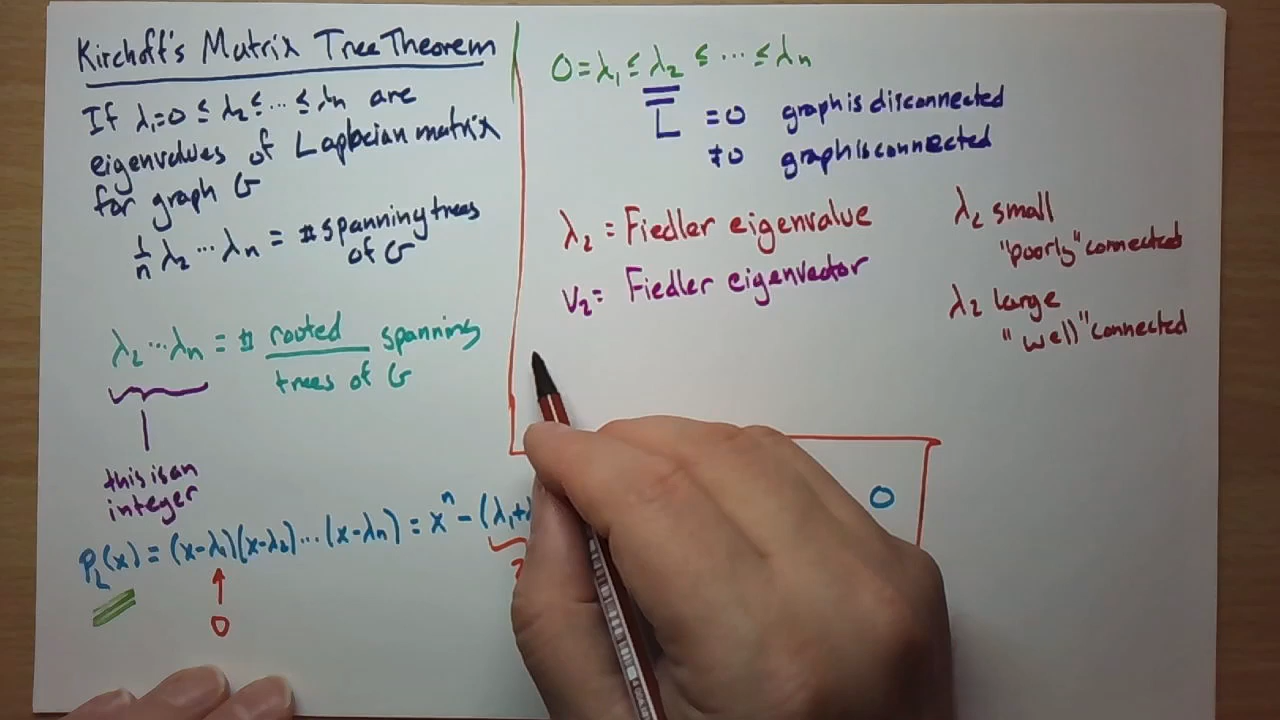 Kirchoff's Matrix Tree Theorem
If λ₁=0 ≤ λ₂ ≤ ⋯ ≤ λn are
eigenvalues of Laplacian matrix
for graph G
1/n λ₂ ⋯ λn = # spanning trees
of G
λ₂ ⋯ λn = # rooted spanning
trees of G
this is an
integer
P_L(x) = (x-λ₁)(x-λ₂)⋯(x-λn) = xⁿ - (λ₁+
0
0 = λ₁ ≤ λ₂ ≤ ⋯ ≤ λn
=0 graph is disconnected
≠0 graph is connected
λ₂ = Fiedler eigenvalue
v₂ = Fiedler eigenvector
λ₂ small
"poorly" connected
λ₂ large
"well" connected
0